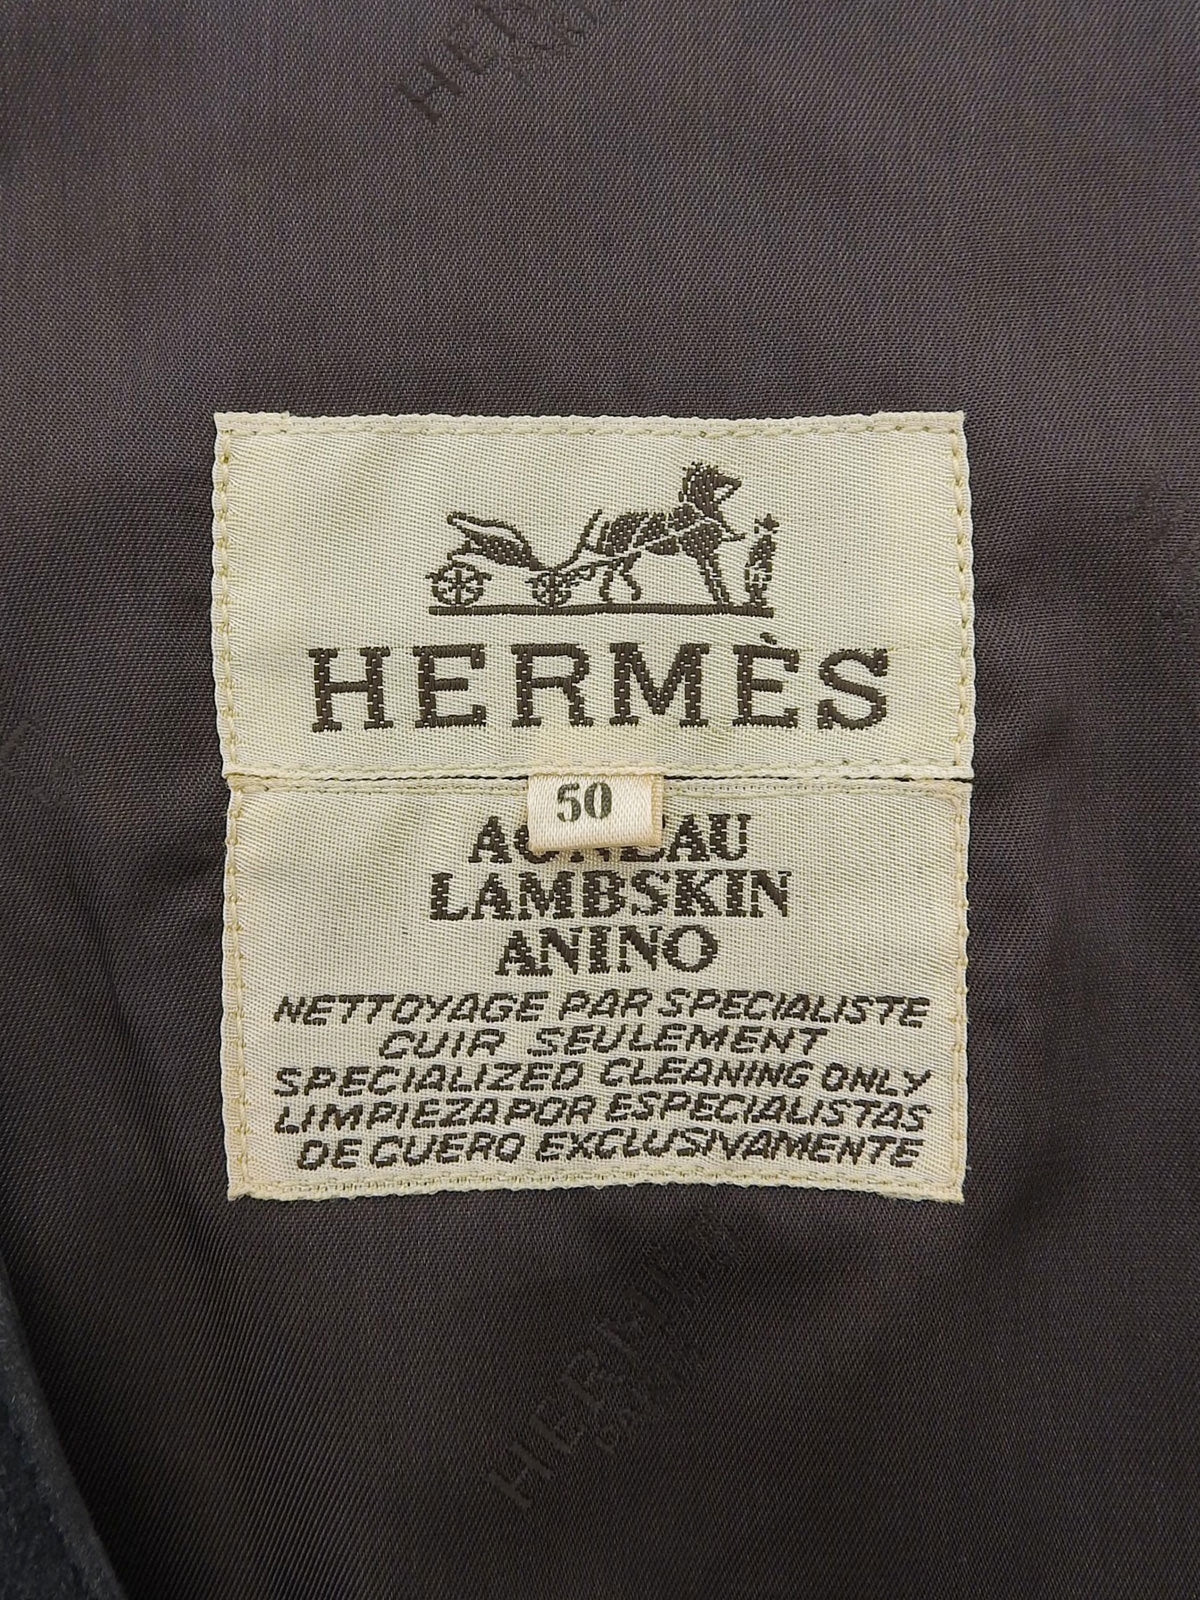 HERMÈS
50
LAMBSKIN
ANINO
NETTOYAGE PAR SPECIALISTE
CUIR SEULEMENT
SPECIALIZED CLEANING ONLY
LIMPIEZA POR ESPECIALISTAS
DE CUERO EXCLUSIVAMENTE